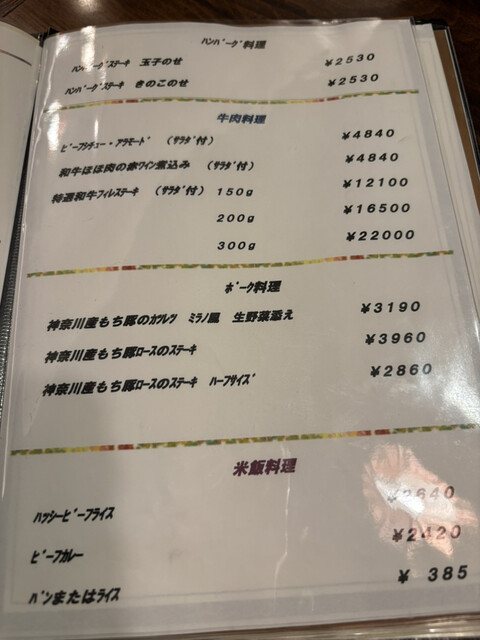 ﾊﾝﾊﾞｰｸﾞ料理
ﾊﾝﾊﾞｰｸﾞｽﾃｰｷ 玉子のせ ￥2530
ﾊﾝﾊﾞｰｸﾞｽﾃｰｷ きのこのせ ￥2530
牛肉料理
ﾋﾞｰﾌｼﾁｭｰ・ｱﾗﾓｰﾄﾞ （ｻﾗﾀﾞ付） ￥4840
和牛ほほ肉の赤ﾜｲﾝ煮込み （ｻﾗﾀﾞ付） ￥4840
特選和牛ﾌｨﾚｽﾃｰｷ （ｻﾗﾀﾞ付） 150g ￥12100
200g ￥16500
300g ￥22000
ﾎﾟｰｸ料理
神奈川産もち豚のｶﾂﾚﾂ ﾐﾗﾉ風 生野菜添え ￥3190
神奈川産もち豚ﾛｰｽのｽﾃｰｷ ￥3960
神奈川産もち豚ﾛｰｽのｽﾃｰｷ ﾊｰﾌｻｲｽﾞ ￥2860
米飯料理
ﾊｯｼｰﾋﾞｰﾌﾗｲｽ ￥2640
ﾋﾞｰﾌｶﾚｰ ￥2420
ﾊﾟﾝまたはﾗｲｽ ￥ 385